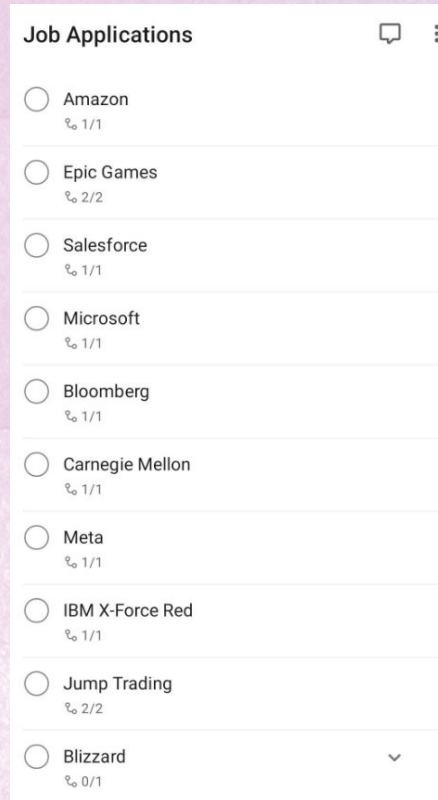 Job Applications
Amazon
1/1
Epic Games
2/2
Salesforce
1/1
Microsoft
1/1
Bloomberg
1/1
Carnegie Mellon
1/1
Meta
1/1
IBM X-Force Red
1/1
Jump Trading
2/2
Blizzard
0/1